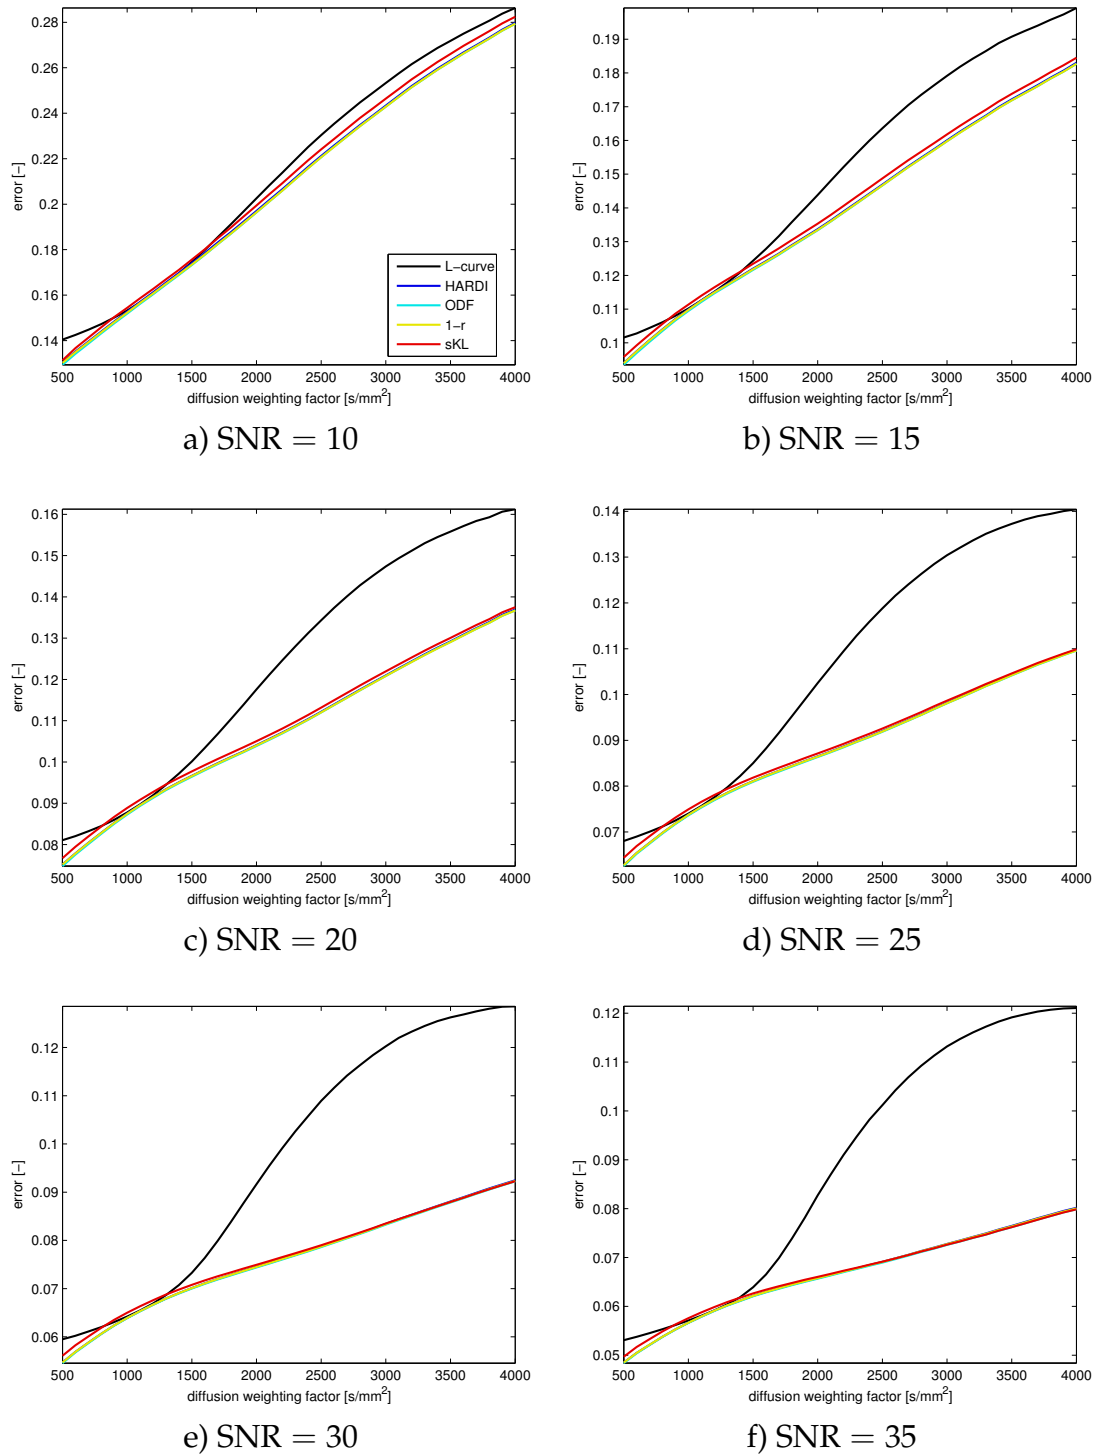 0.28
0.26
0.24
0.22
0.2
0.18
0.16
0.14
error [−]
L−curve
HARDI
ODF
1−r
sKL
500 1000 1500 2000 2500 3000 3500 4000
diffusion weighting factor [s/mm²]
a) SNR = 10
0.19
0.18
0.17
0.16
0.15
0.14
0.13
0.12
0.11
0.1
error [−]
500 1000 1500 2000 2500 3000 3500 4000
diffusion weighting factor [s/mm²]
b) SNR = 15
0.16
0.15
0.14
0.13
0.12
0.11
0.1
0.09
0.08
error [−]
500 1000 1500 2000 2500 3000 3500 4000
diffusion weighting factor [s/mm²]
c) SNR = 20
0.14
0.13
0.12
0.11
0.1
0.09
0.08
0.07
error [−]
500 1000 1500 2000 2500 3000 3500 4000
diffusion weighting factor [s/mm²]
d) SNR = 25
0.12
0.11
0.1
0.09
0.08
0.07
0.06
error [−]
500 1000 1500 2000 2500 3000 3500 4000
diffusion weighting factor [s/mm²]
e) SNR = 30
0.12
0.11
0.1
0.09
0.08
0.07
0.06
0.05
error [−]
500 1000 1500 2000 2500 3000 3500 4000
diffusion weighting factor [s/mm²]
f) SNR = 35